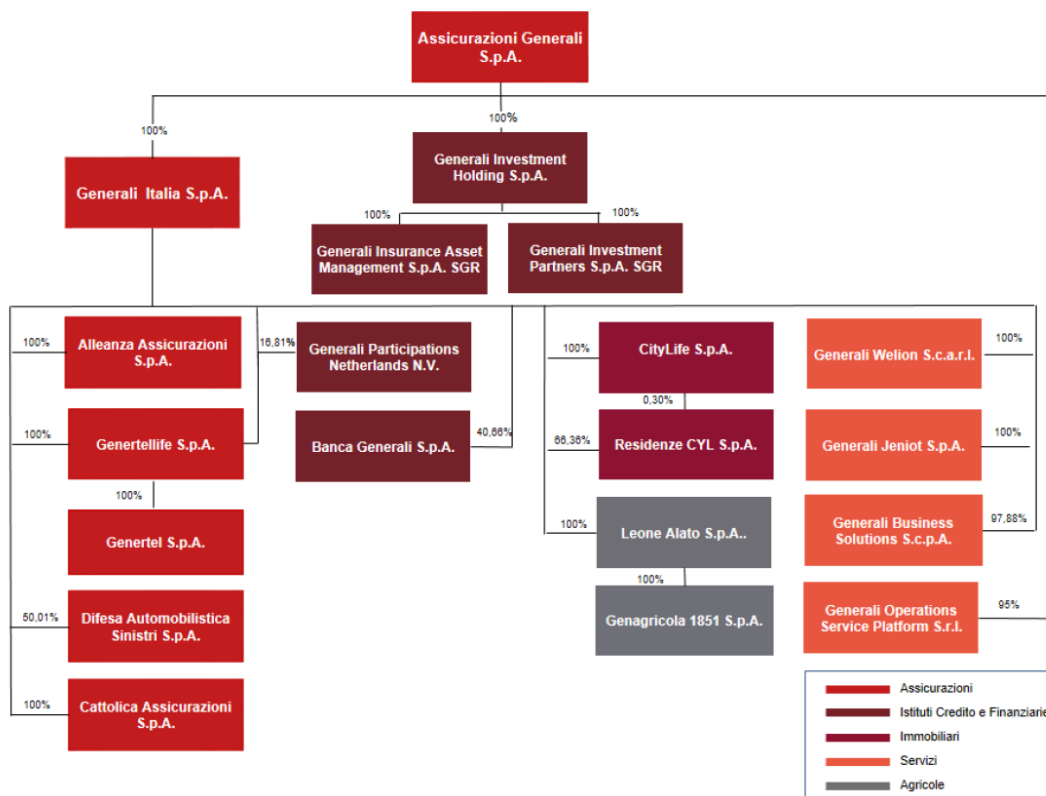 Assicurazioni Generali
S.p.A.
100%
100%
Generali Investment
Holding S.p.A.
Generali Italia S.p.A.
100%
100%
Generali Insurance Asset
Management S.p.A. SGR
Generali Investment
Partners S.p.A. SGR
100%
Alleanza Assicurazioni
S.p.A.
16,81%
Generali Participations
Netherlands N.V.
100%
CityLife S.p.A.
Generali Welion S.c.a.r.l.
100%
0,30%
100%
Genertellife S.p.A.
Banca Generali S.p.A.
40,66%
66,36%
Residenze CYL S.p.A.
Generali Jeniot S.p.A.
100%
100%
Genertel S.p.A.
100%
Leone Alato S.p.A..
Generali Business
Solutions S.c.p.A.
97,88%
100%
50,01%
Difesa Automobilistica
Sinistri S.p.A.
Genagricola 1851 S.p.A.
Generali Operations
Service Platform S.r.l.
95%
100%
Cattolica Assicurazioni
S.p.A.
Assicurazioni
Istituti Credito e Finanziarie
Immobiliari
Servizi
Agricole